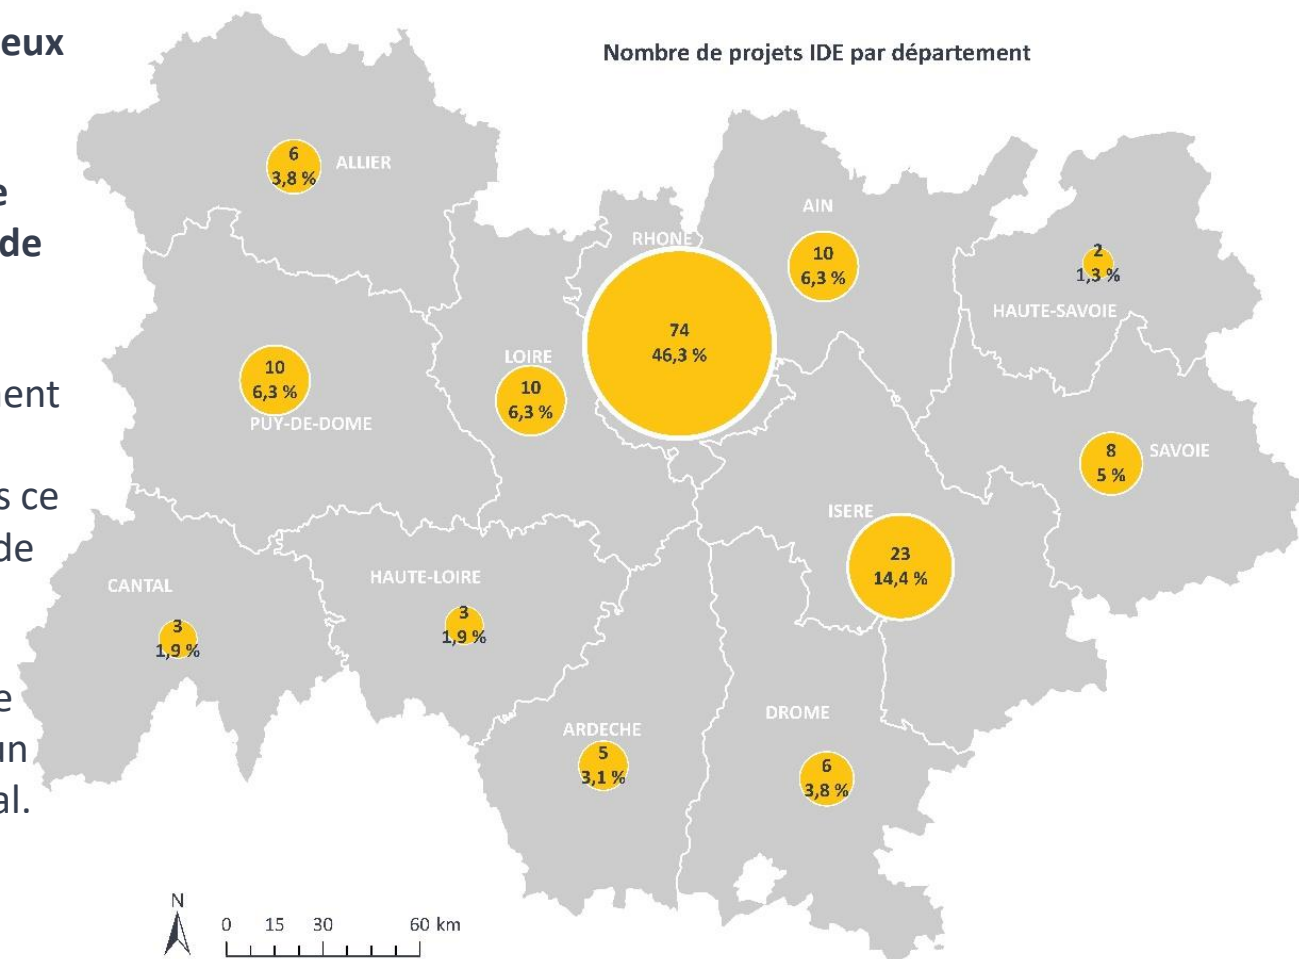 eux
e
de
ent
s ce
de
e
un
al.
Nombre de projets IDE par département
6
3,8 %
ALLIER
AIN
10
6,3 %
RHONE
74
46,3 %
2
1,3 %
HAUTE-SAVOIE
10
6,3 %
PUY-DE-DOME
LOIRE
10
6,3 %
8
5 %
SAVOIE
ISERE
23
14,4 %
CANTAL
3
1,9 %
HAUTE-LOIRE
3
1,9 %
ARDECHE
5
3,1 %
DROME
6
3,8 %
N
0 15 30 60 km